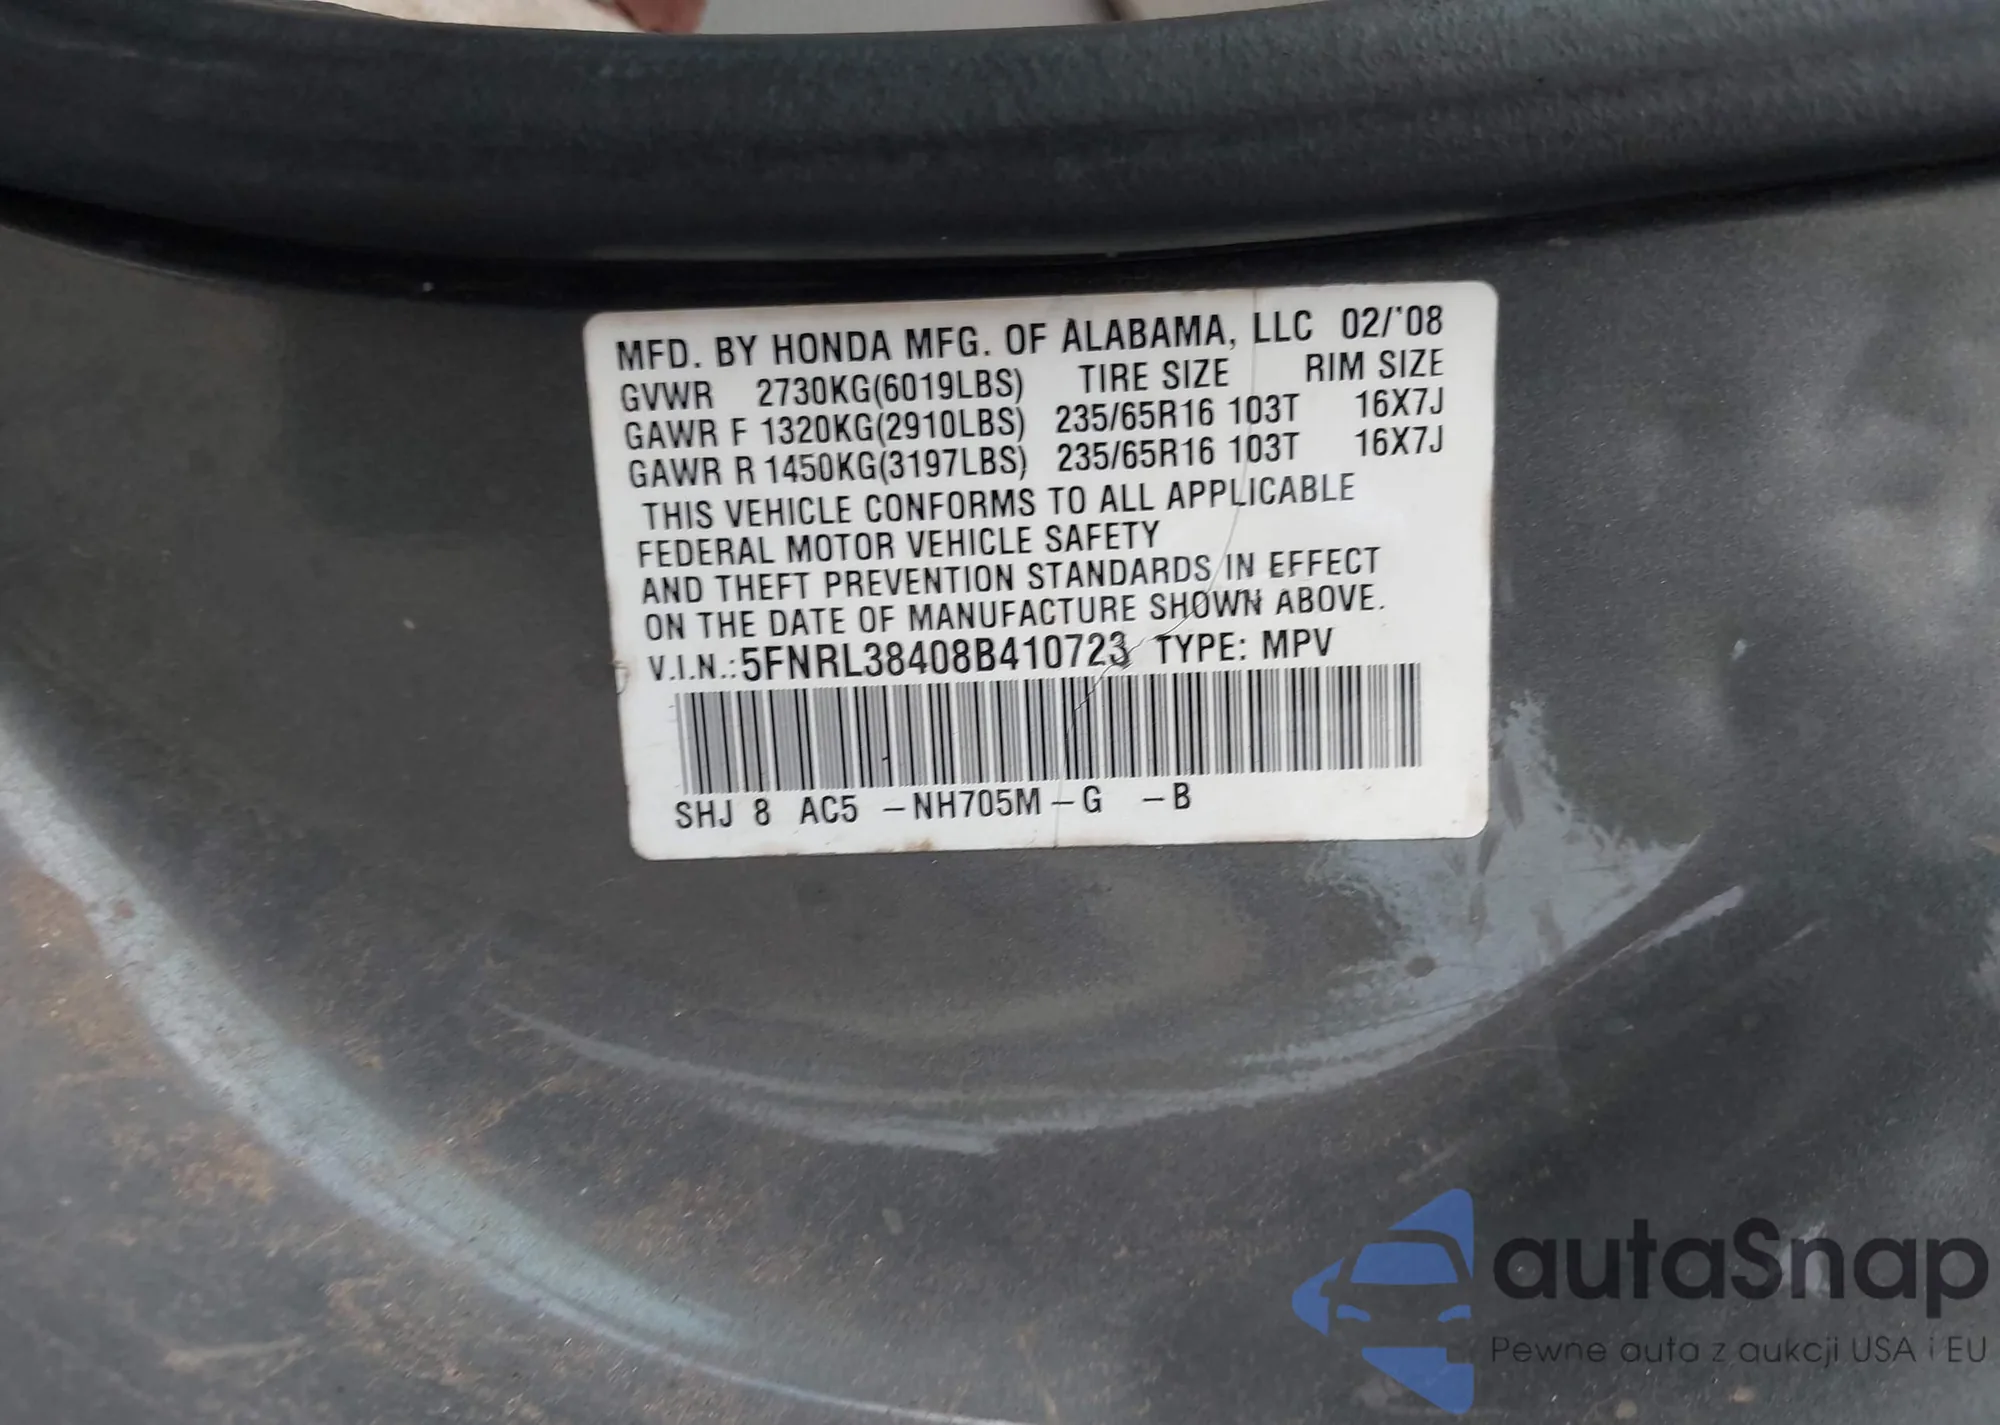 MFD. BY HONDA MFG. OF ALABAMA, LLC 02/'08
GVWR 2730KG(6019LBS) TIRE SIZE RIM SIZE
GAWR F 1320KG(2910LBS) 235/65R16 103T 16X7J
GAWR R 1450KG(3197LBS) 235/65R16 103T 16X7J
THIS VEHICLE CONFORMS TO ALL APPLICABLE
FEDERAL MOTOR VEHICLE SAFETY
AND THEFT PREVENTION STANDARDS IN EFFECT
ON THE DATE OF MANUFACTURE SHOWN ABOVE.
V.I.N.: 5FNRL38408B410723 TYPE: MPV
SHJ 8 AC5 -NH705M-G -B
autaSnap
Pewne auta z aukcji USA i EU